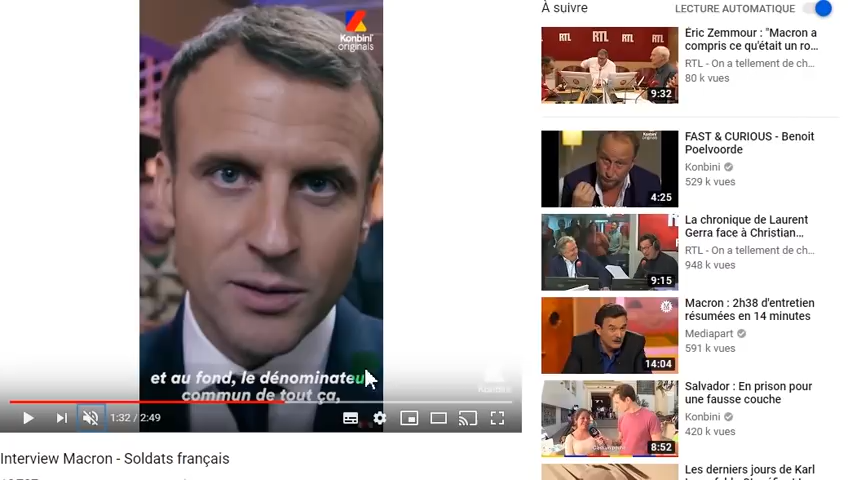 Konbini
originals
et au fond, le dénominateur
commun de tout ça,
1:32 / 2:49
Interview Macron - Soldats français
À suivre
LECTURE AUTOMATIQUE
RTL
RTL
9:32
Éric Zemmour : "Macron a
compris ce qu'était un ro…
RTL - On a tellement de ch…
80 k vues
4:25
FAST & CURIOUS - Benoit
Poelvoorde
Konbini
529 k vues
9:15
La chronique de Laurent
Gerra face à Christian…
RTL - On a tellement de ch…
948 k vues
14:04
Macron : 2h38 d'entretien
résumées en 14 minutes
Mediapart
591 k vues
8:52
Salvador : En prison pour
une fausse couche
Konbini
420 k vues
Les derniers jours de Karl